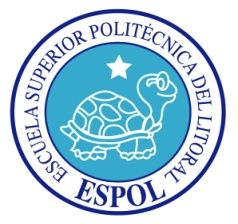 ESCUELA SUPERIOR POLITÉCNICA DEL LITORAL
ESPOL